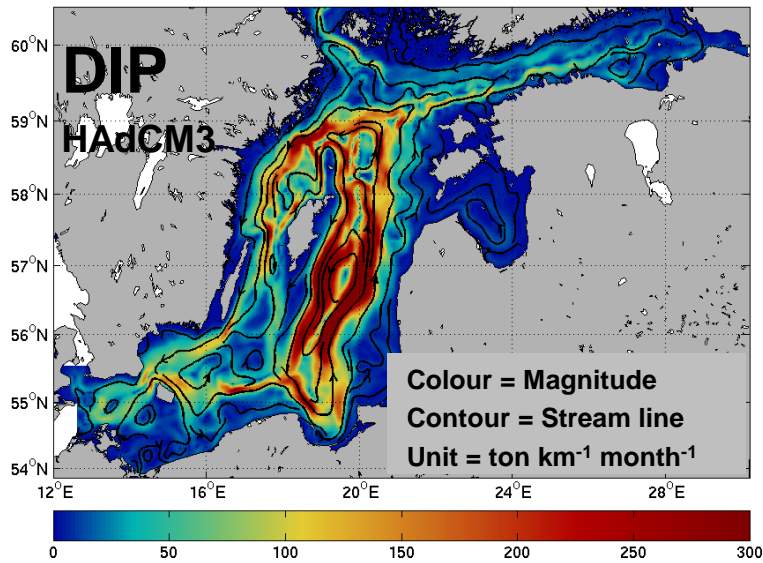 60°N
DIP
59°N
HAdCM3
58°N
57°N
56°N
Colour = Magnitude
55°N
Contour = Stream line
Unit = ton km⁻¹ month⁻¹
54°N
12°E 16°E 20°E 24°E 28°E
0 50 100 150 200 250 300